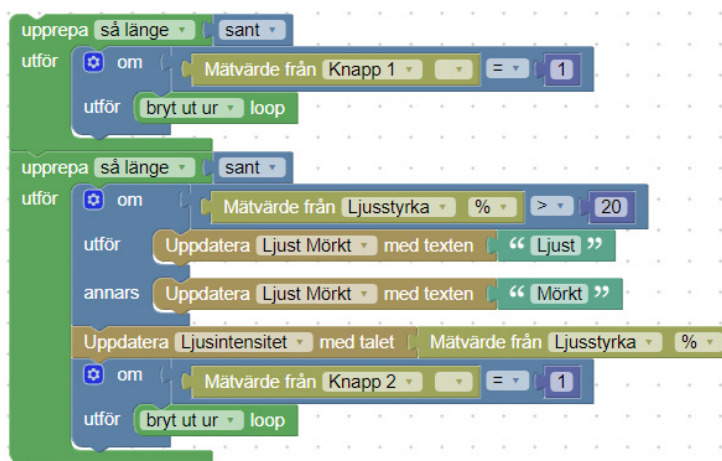 upprepa så länge sant
utför om Mätvärde från Knapp 1 = 1
utför bryt ut ur loop
upprepa så länge sant
utför om Mätvärde från Ljusstyrka % > 20
utför Uppdatera Ljust Mörkt med texten “ Ljust ”
annars Uppdatera Ljust Mörkt med texten “ Mörkt ”
Uppdatera Ljusintensitet med talet Mätvärde från Ljusstyrka %
om Mätvärde från Knapp 2 = 1
utför bryt ut ur loop